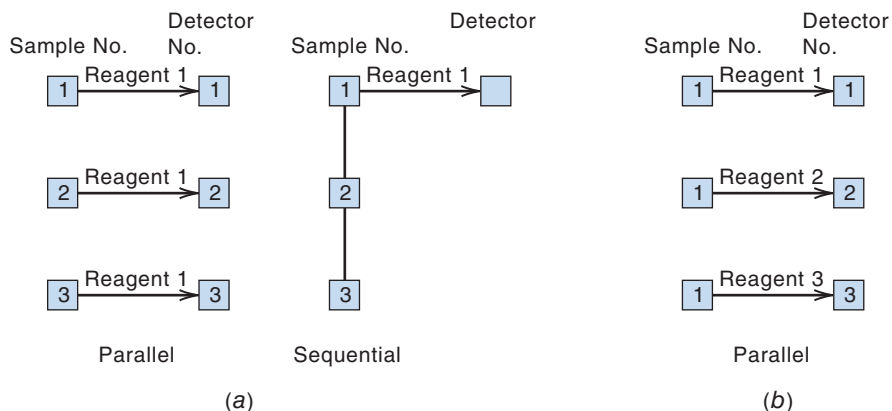 Sample No.
Detector
No.
1
Reagent 1
1
2
Reagent 1
2
3
Reagent 1
3
Parallel
Sample No.
Detector
1
Reagent 1
2
3
Sequential
(a)
Sample No.
Detector
No.
1
Reagent 1
1
1
Reagent 2
2
1
Reagent 3
3
Parallel
(b)